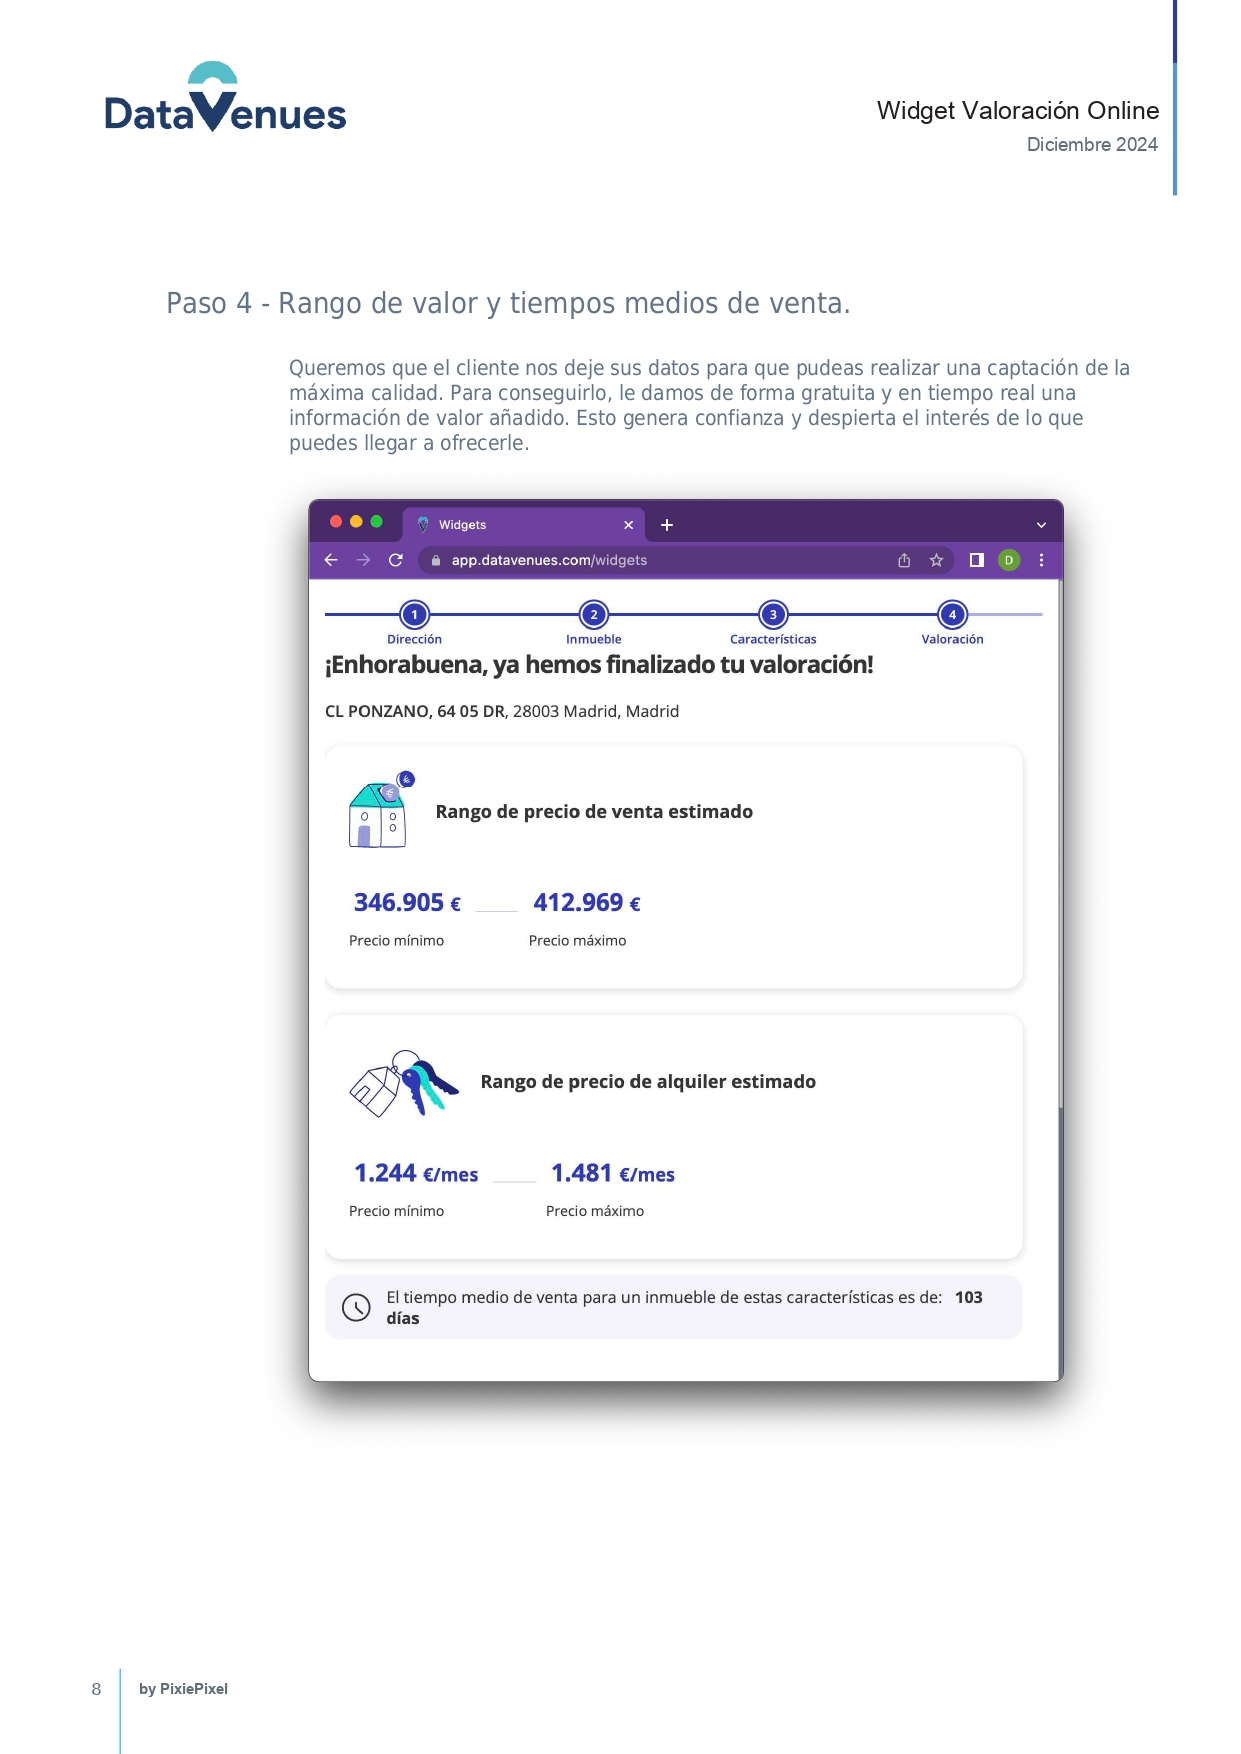 DataVenues
Widget Valoración Online
Diciembre 2024
Paso 4 - Rango de valor y tiempos medios de venta.
Queremos que el cliente nos deje sus datos para que pudeas realizar una captación de la
máxima calidad. Para conseguirlo, le damos de forma gratuita y en tiempo real una
información de valor añadido. Esto genera confianza y despierta el interés de lo que
puedes llegar a ofrecerle.
Widgets
app.datavenues.com/widgets
D
1 2 3 4
Dirección Inmueble Características Valoración
¡Enhorabuena, ya hemos finalizado tu valoración!
CL PONZANO, 64 05 DR, 28003 Madrid, Madrid
€
€
Rango de precio de venta estimado
346.905 € 412.969 €
Precio mínimo Precio máximo
Rango de precio de alquiler estimado
1.244 €/mes 1.481 €/mes
Precio mínimo Precio máximo
El tiempo medio de venta para un inmueble de estas características es de: 103
días
8 by PixiePixel